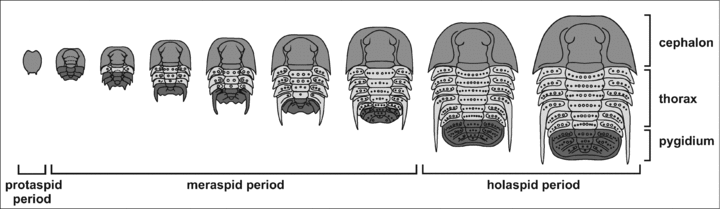 cephalon
thorax
pygidium
protaspid
period
meraspid period
holaspid period